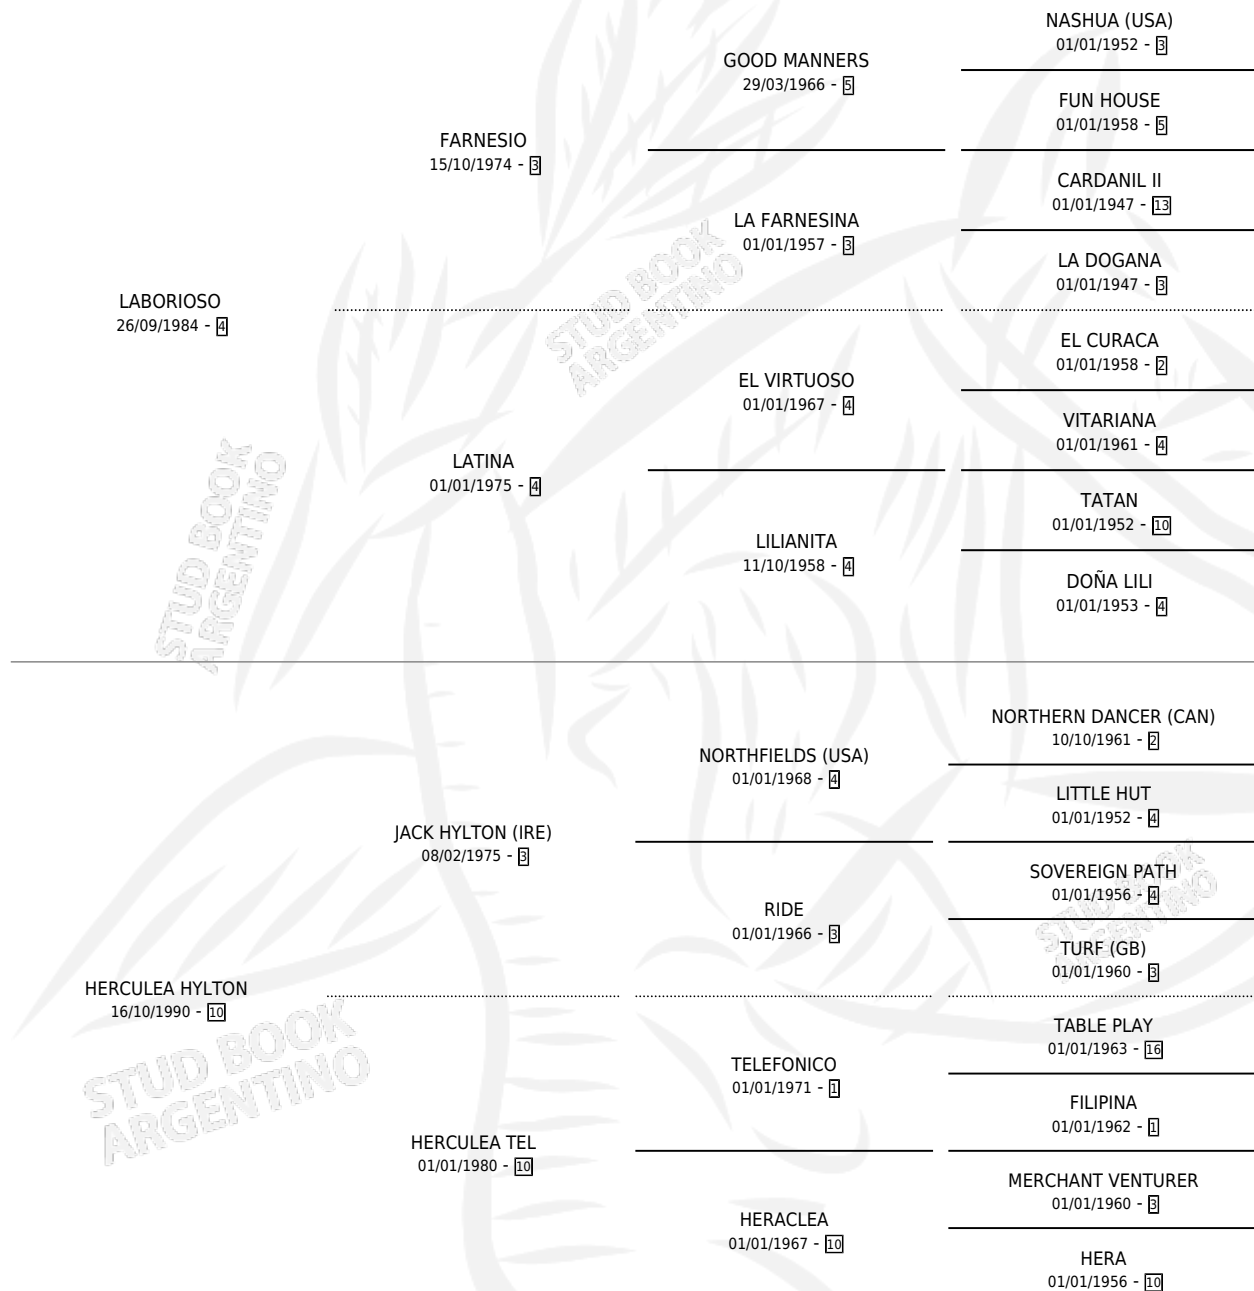 NASHUA (USA)
01/01/1952 - 3
GOOD MANNERS
29/03/1966 - 5
FUN HOUSE
01/01/1958 - 5
FARNESIO
15/10/1974 - 3
CARDANIL II
01/01/1947 - 13
LA FARNESINA
01/01/1957 - 3
LA DOGANA
01/01/1947 - 3
LABORIOSO
26/09/1984 - 4
EL CURACA
01/01/1958 - 2
EL VIRTUOSO
01/01/1967 - 4
VITARIANA
01/01/1961 - 4
LATINA
01/01/1975 - 4
TATAN
01/01/1952 - 10
LILIANITA
11/10/1958 - 4
DOÑA LILI
01/01/1953 - 4
STUD BOOK
ARGENTINO
STUD BOOK
ARGENTINO
NORTHERN DANCER (CAN)
10/10/1961 - 2
NORTHFIELDS (USA)
01/01/1968 - 4
LITTLE HUT
01/01/1952 - 4
JACK HYLTON (IRE)
08/02/1975 - 3
SOVEREIGN PATH
01/01/1956 - 4
RIDE
01/01/1966 - 3
TURF (GB)
01/01/1960 - 3
HERCULEA HYLTON
16/10/1990 - 10
TABLE PLAY
01/01/1963 - 16
TELEFONICO
01/01/1971 - 1
FILIPINA
01/01/1962 - 1
HERCULEA TEL
01/01/1980 - 10
MERCHANT VENTURER
01/01/1960 - 3
HERACLEA
01/01/1967 - 10
HERA
01/01/1956 - 10
STUD BOOK
ARGENTINO
STUD BOOK
ARGENTINO